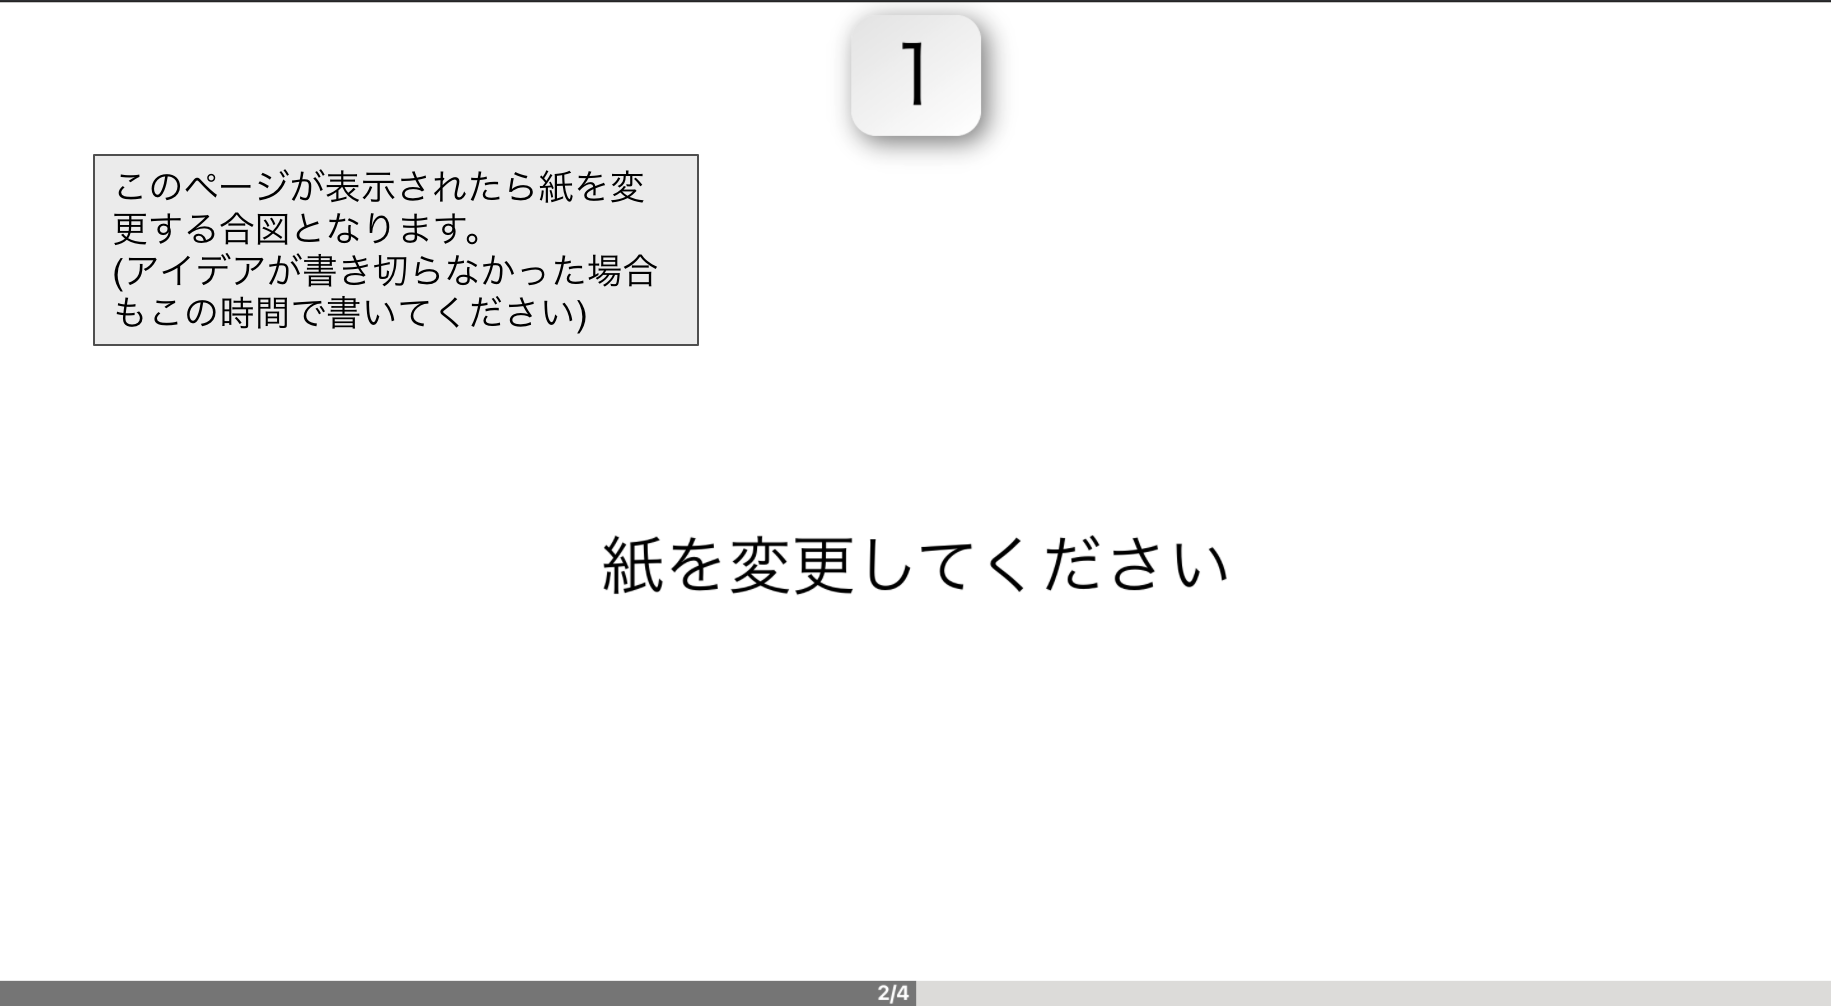 1
このページが表示されたら紙を変
更する合図となります。
(アイデアが書き切らなかった場合
もこの時間で書いてください)
紙を変更してください
2/4